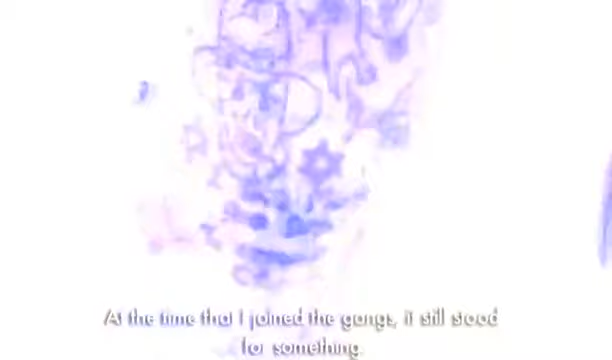 At the time that I joined the gangs, it still stood
for something.